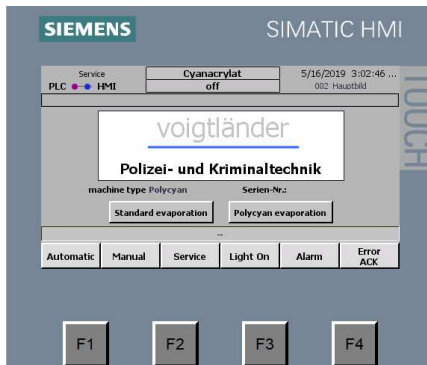 SIEMENS SIMATIC HMI
TOUCH
Service Cyanacrylat 5/16/2019 3:02:46 ...
PLC HMI off 002 Hauptbild
voigtländer
Polizei- und Kriminaltechnik
machine type Polycyan Serien-Nr.:
Standard evaporation Polycyan evaporation
--
Automatic Manual Service Light On Alarm Error ACK
F1 F2 F3 F4